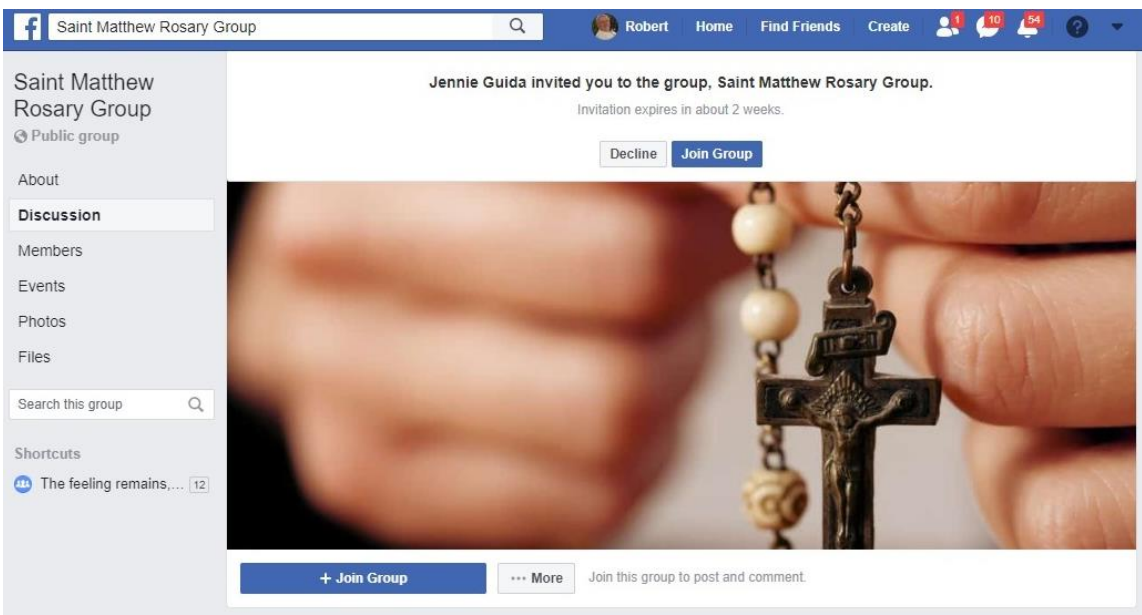 f
Saint Matthew Rosary Group
Robert
Home
Find Friends
Create
1
10
54
?
Saint Matthew
Rosary Group
Public group
About
Discussion
Members
Events
Photos
Files
Search this group
Shortcuts
The feeling remains,... 12
Jennie Guida invited you to the group, Saint Matthew Rosary Group.
Invitation expires in about 2 weeks.
Decline
Join Group
+ Join Group
••• More
Join this group to post and comment.